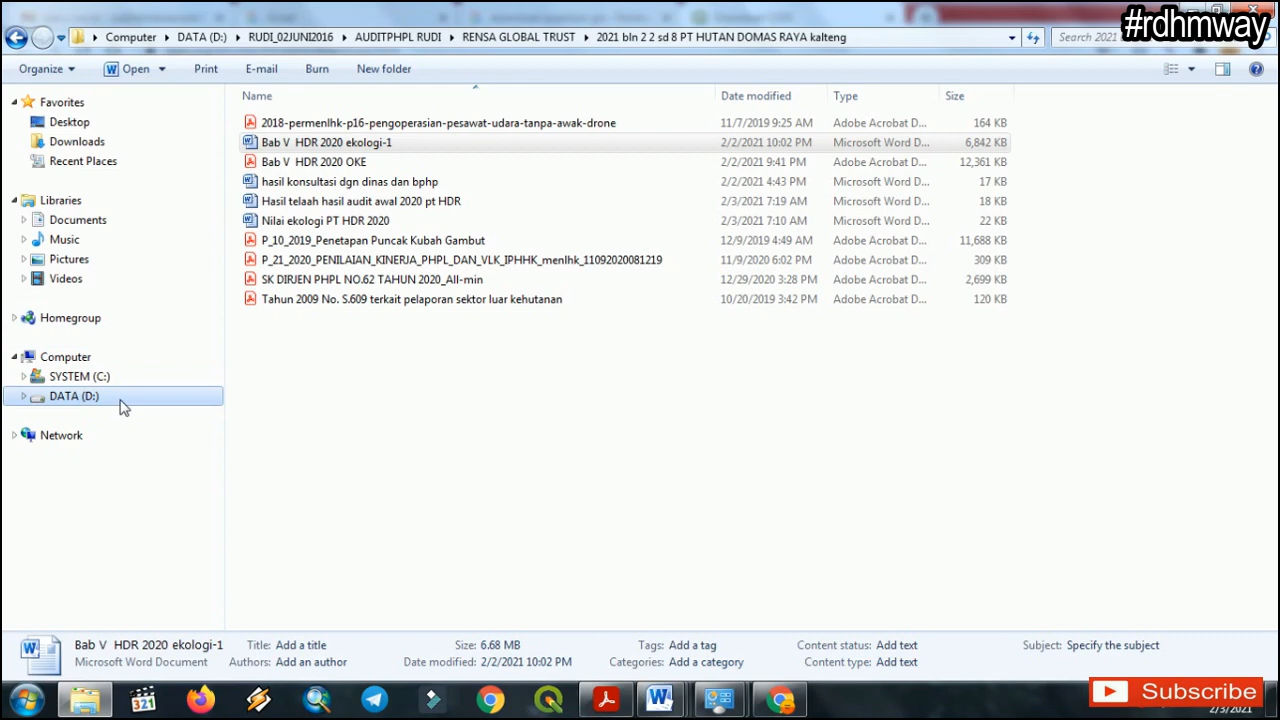 #rdhmway
Computer DATA (D:) RUDI_02JUNI2016 AUDITPHPL RUDI RENSA GLOBAL TRUST 2021 bln 2 2 sd 8 PT HUTAN DOMAS RAYA kalteng Search 2021
Organize Open Print E-mail Burn New folder
Favorites
Desktop
Downloads
Recent Places
Libraries
Documents
Music
Pictures
Videos
Homegroup
Computer
SYSTEM (C:)
DATA (D:)
Network
Name Date modified Type Size
2018-permenlhk-p16-pengoperasian-pesawat-udara-tanpa-awak-drone 11/7/2019 9:25 AM Adobe Acrobat D... 164 KB
Bab V HDR 2020 ekologi-1 2/2/2021 10:02 PM Microsoft Word D... 6,842 KB
Bab V HDR 2020 OKE 2/2/2021 9:41 PM Adobe Acrobat D... 12,361 KB
hasil konsultasi dgn dinas dan bphp 2/2/2021 4:43 PM Microsoft Word D... 17 KB
Hasil telaah hasil audit awal 2020 pt HDR 2/3/2021 7:19 AM Microsoft Word D... 18 KB
Nilai ekologi PT HDR 2020 2/3/2021 7:10 AM Microsoft Word D... 22 KB
P_10_2019_Penetapan Puncak Kubah Gambut 12/9/2019 4:49 AM Adobe Acrobat D... 11,688 KB
P_21_2020_PENILAIAN_KINERJA_PHPL_DAN_VLK_IPHHK_menlhk_11092020081219 11/9/2020 6:02 PM Adobe Acrobat D... 309 KB
SK DIRJEN PHPL NO.62 TAHUN 2020_All-min 12/29/2020 3:28 PM Adobe Acrobat D... 2,699 KB
Tahun 2009 No. S.609 terkait pelaporan sektor luar kehutanan 10/20/2019 3:42 PM Adobe Acrobat D... 120 KB
Bab V HDR 2020 ekologi-1 Title: Add a title Size: 6.68 MB Tags: Add a tag Content status: Add text Subject: Specify the subject
Microsoft Word Document Authors: Add an author Date modified: 2/2/2021 10:02 PM Categories: Add a category Content type: Add text
321
Subscribe
2/3/2021